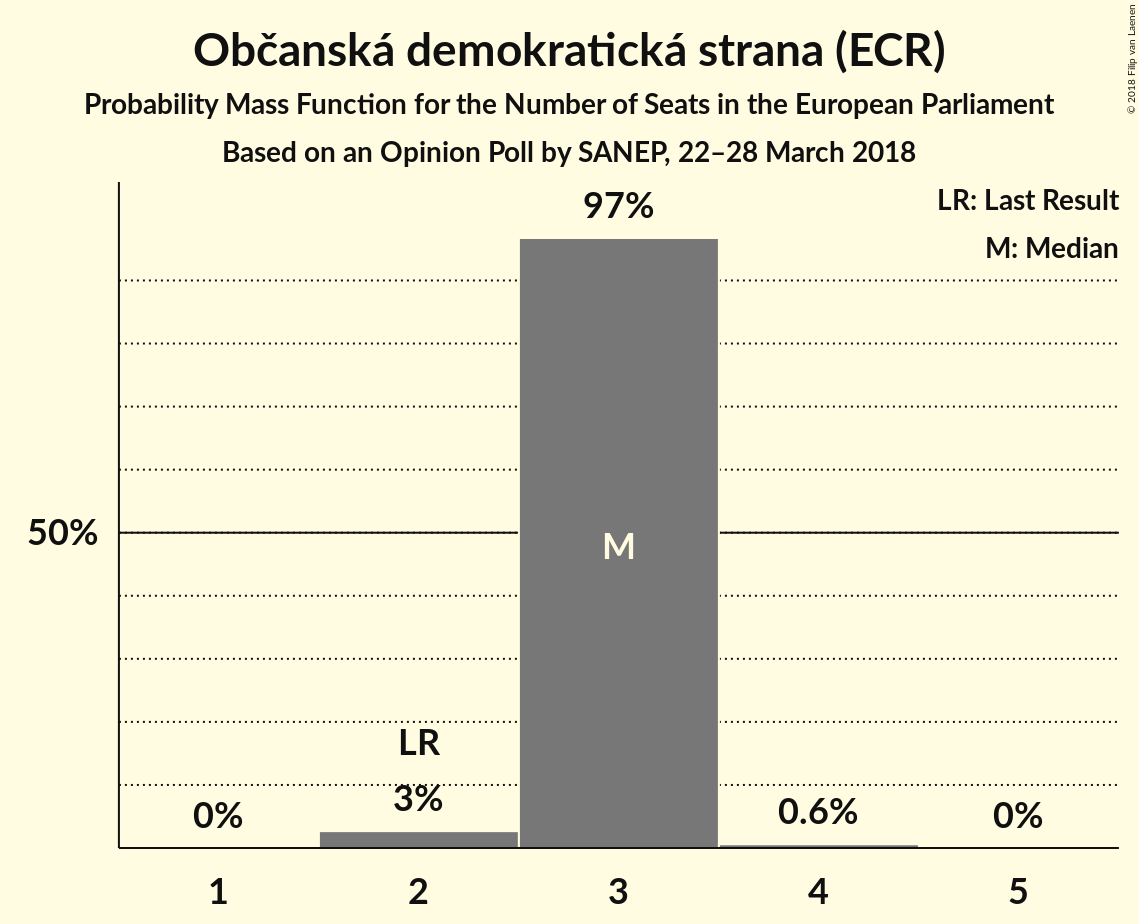 Občanská demokratická strana (ECR)
Probability Mass Function for the Number of Seats in the European Parliament
Based on an Opinion Poll by SANEP, 22–28 March 2018
© 2018 Filip van Laenen
LR: Last Result
M: Median
97%
50%
M
LR
0%
3%
0.6%
0%
1
2
3
4
5